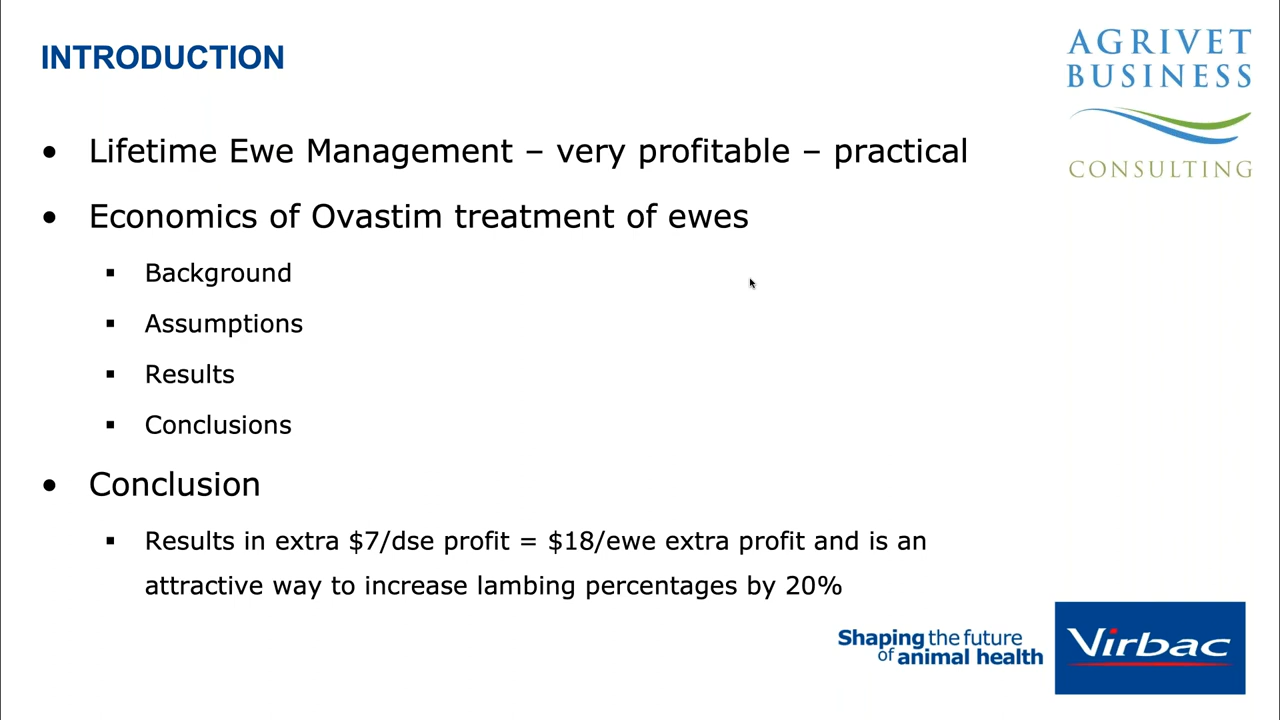 INTRODUCTION
AGRIVET
BUSINESS
CONSULTING
• Lifetime Ewe Management – very profitable – practical
• Economics of Ovastim treatment of ewes
▪ Background
▪ Assumptions
▪ Results
▪ Conclusions
• Conclusion
▪ Results in extra $7/dse profit = $18/ewe extra profit and is an
attractive way to increase lambing percentages by 20%
Shaping the future
of animal health
Virbac